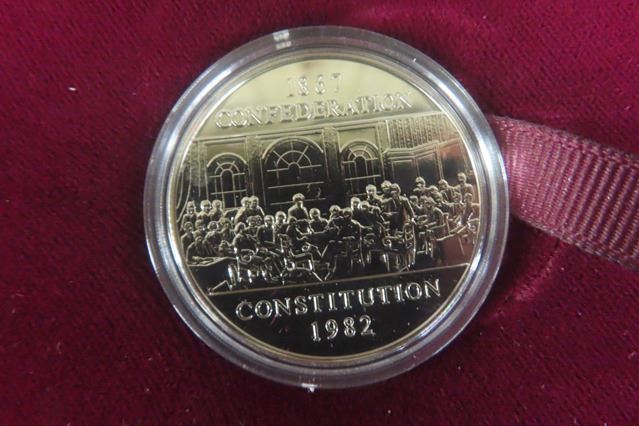 1867
CONFEDERATION
CONSTITUTION
1982